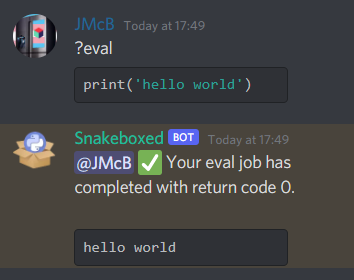 JMcB Today at 17:49
?eval
print('hello world')
Snakeboxed BOT Today at 17:49
@JMcB ✅ Your eval job has
completed with return code 0.
hello world